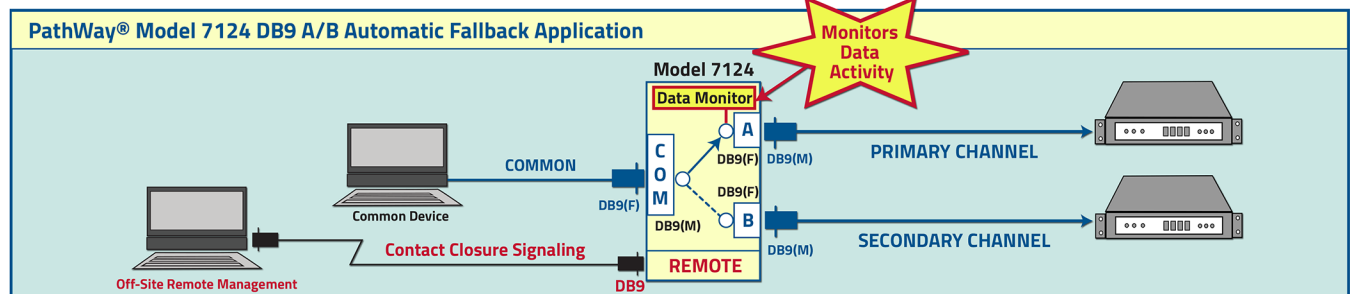 PathWay® Model 7124 DB9 A/B Automatic Fallback Application
Monitors
Data
Activity
Model 7124
Data Monitor
A
DB9(F)
DB9(M)
PRIMARY CHANNEL
COMMON
DB9(F)
Common Device
C
O
M
DB9(M)
DB9(F)
B
DB9(M)
SECONDARY CHANNEL
Contact Closure Signaling
REMOTE
DB9
Off-Site Remote Management